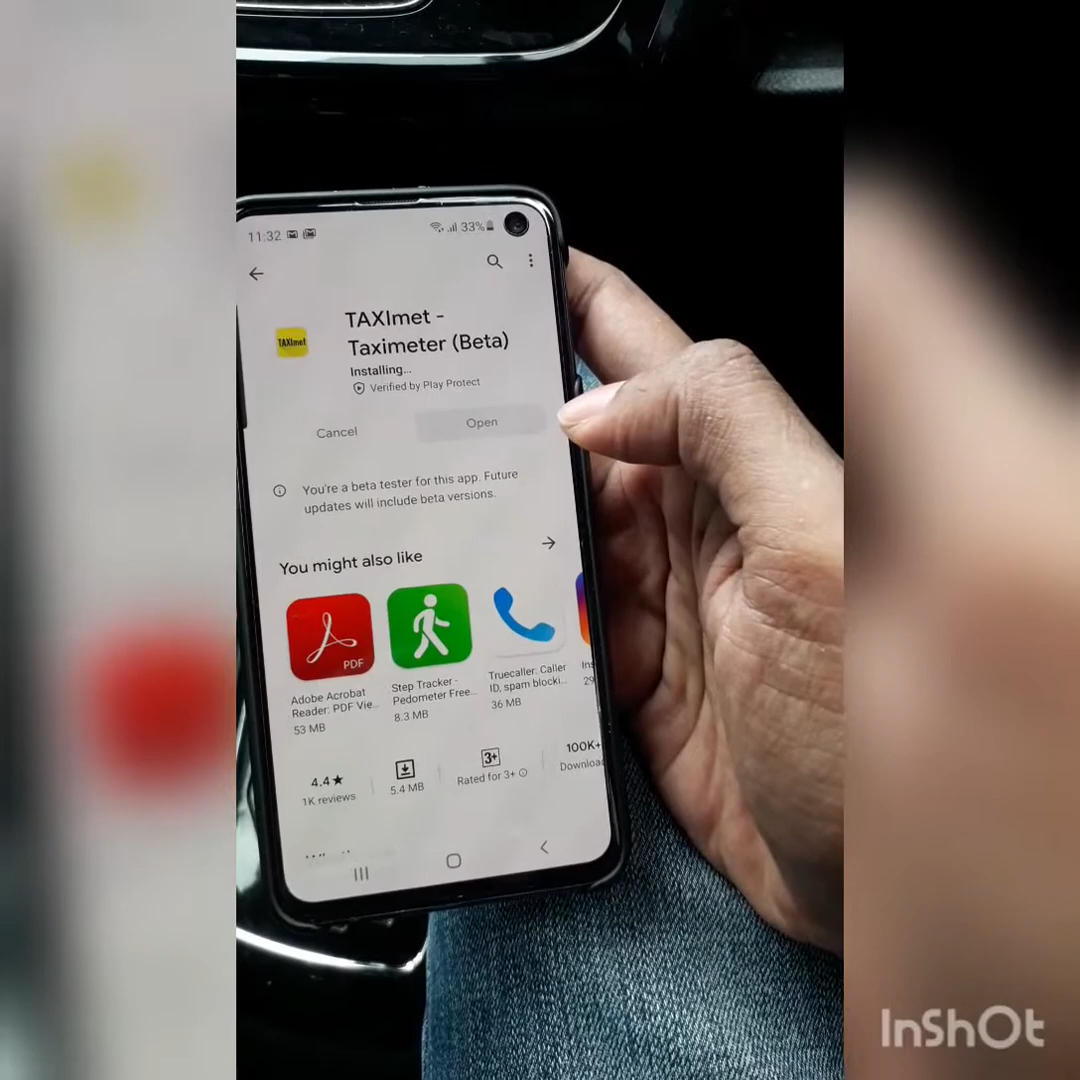 11:32
33%
TAXImet -
Taximeter (Beta)
TAXImet
Installing...
Verified by Play Protect
Cancel
Open
You're a beta tester for this app. Future
updates will include beta versions.
You might also like
PDF
Adobe Acrobat
Reader: PDF Vie...
53 MB
Step Tracker -
Pedometer Free...
8.3 MB
Truecaller: Caller
ID, spam blocki...
36 MB
Ins
29
4.4★
1K reviews
5.4 MB
3+
Rated for 3+
100K+
Downloa
InShOt